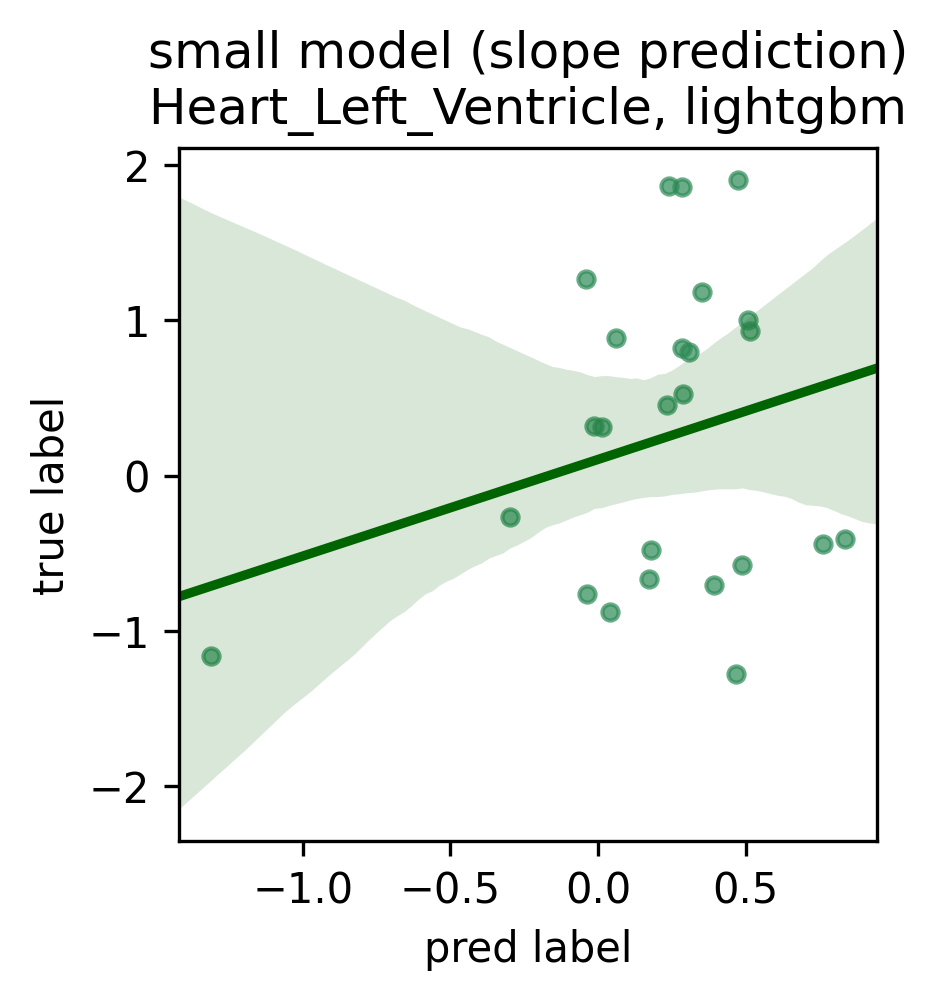 small model (slope prediction)
Heart_Left_Ventricle, lightgbm
2
1
0
−1
−2
true label
−1.0 −0.5 0.0 0.5
pred label